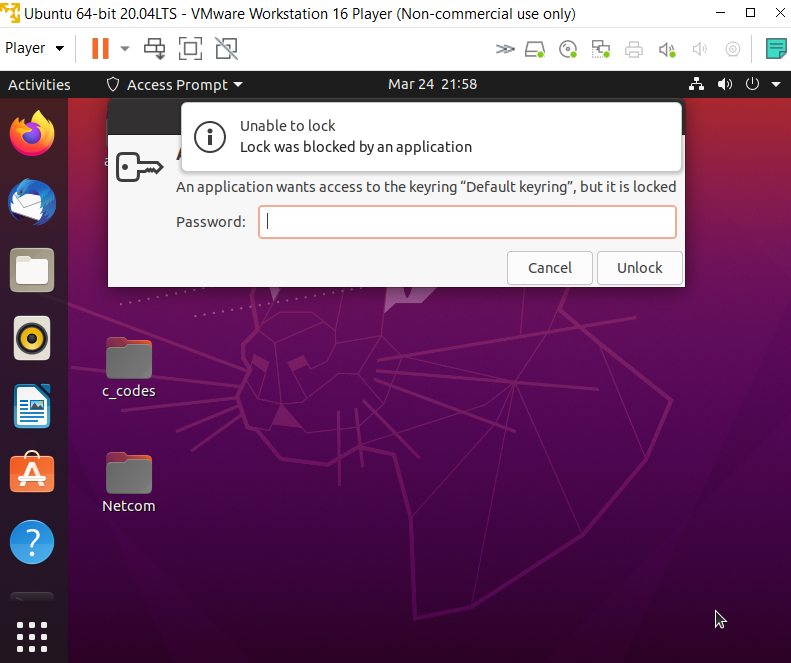 Ubuntu 64-bit 20.04LTS - VMware Workstation 16 Player (Non-commercial use only)
Player
Activities
Access Prompt
Mar 24 21:58
Unable to lock
Lock was blocked by an application
An application wants access to the keyring “Default keyring”, but it is locked
Password:
Cancel
Unlock
c_codes
Netcom